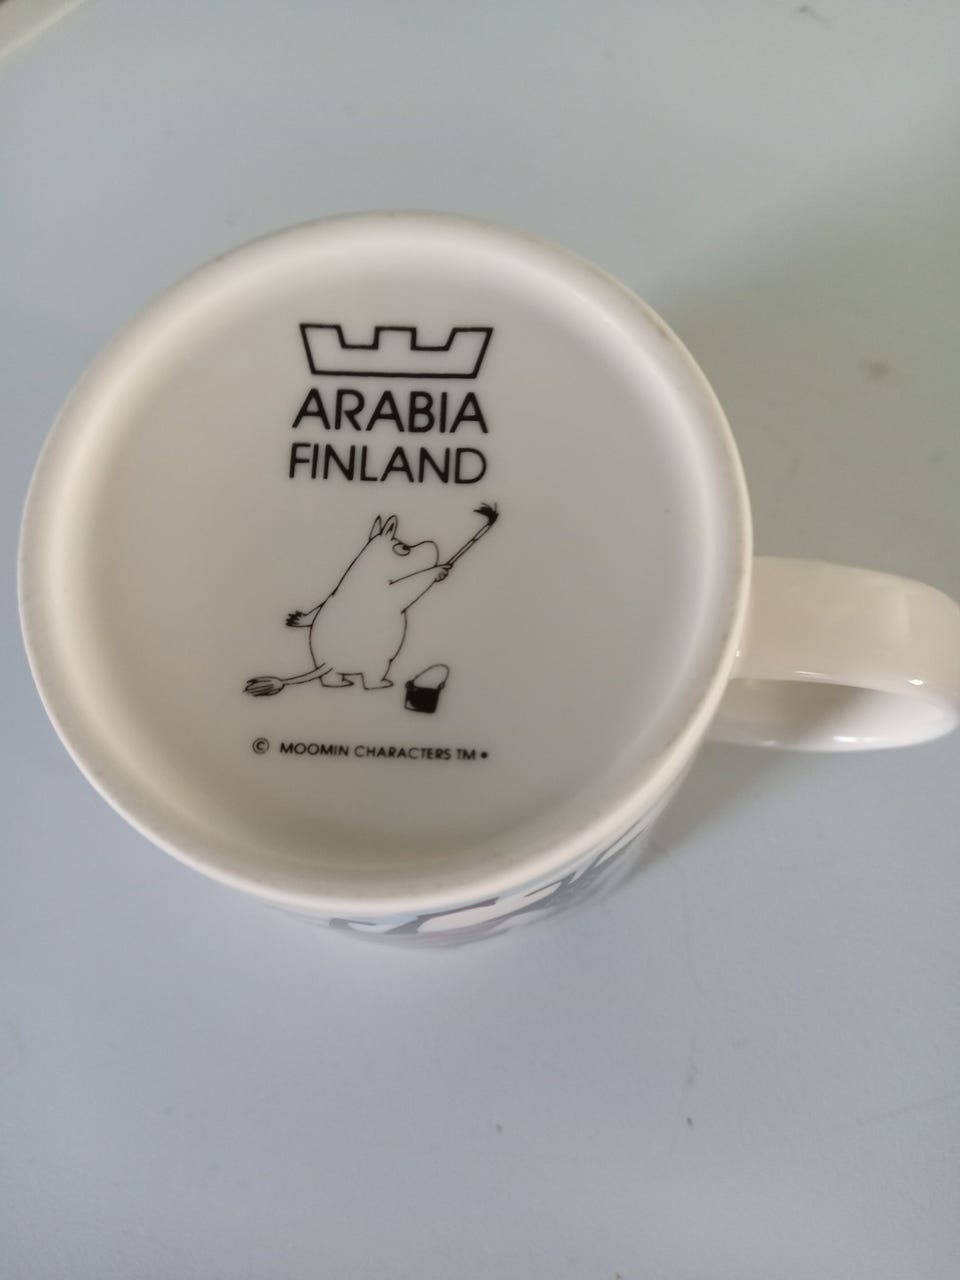 ARABIA
FINLAND
© MOOMIN CHARACTERS TM •